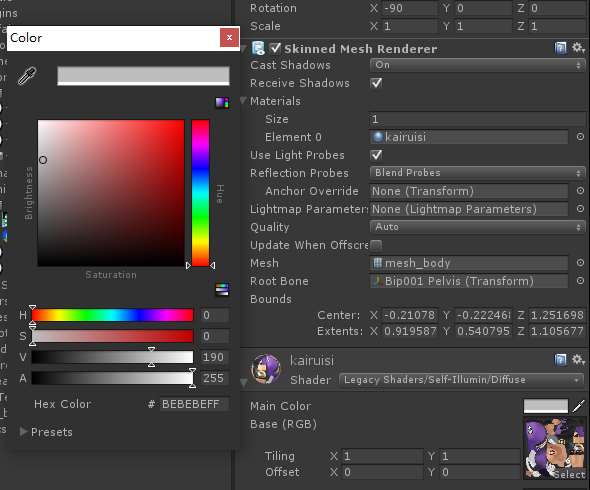 Rotation X -90 Y 0 Z 0
Scale X 1 Y 1 Z 1
Color
x
Brightness
Hue
Saturation
H 0
S 0
V 190
A 255
Hex Color # BEBEBEFF
Presets
Skinned Mesh Renderer
Cast Shadows On
Receive Shadows
Materials
Size 1
Element 0 kairuisi
Use Light Probes
Reflection Probes Blend Probes
Anchor Override None (Transform)
Lightmap Parameter None (Lightmap Parameters)
Quality Auto
Update When Offscre
Mesh mesh_body
Root Bone Bip001 Pelvis (Transform)
Bounds
Center: X -0.21078 Y -0.22246 Z 1.251698
Extents: X 0.919587 Y 0.540795 Z 1.105677
kairuisi
Shader Legacy Shaders/Self-Illumin/Diffuse
Main Color
Base (RGB)
Tiling X 1 Y 1
Offset X 0 Y 0
Select